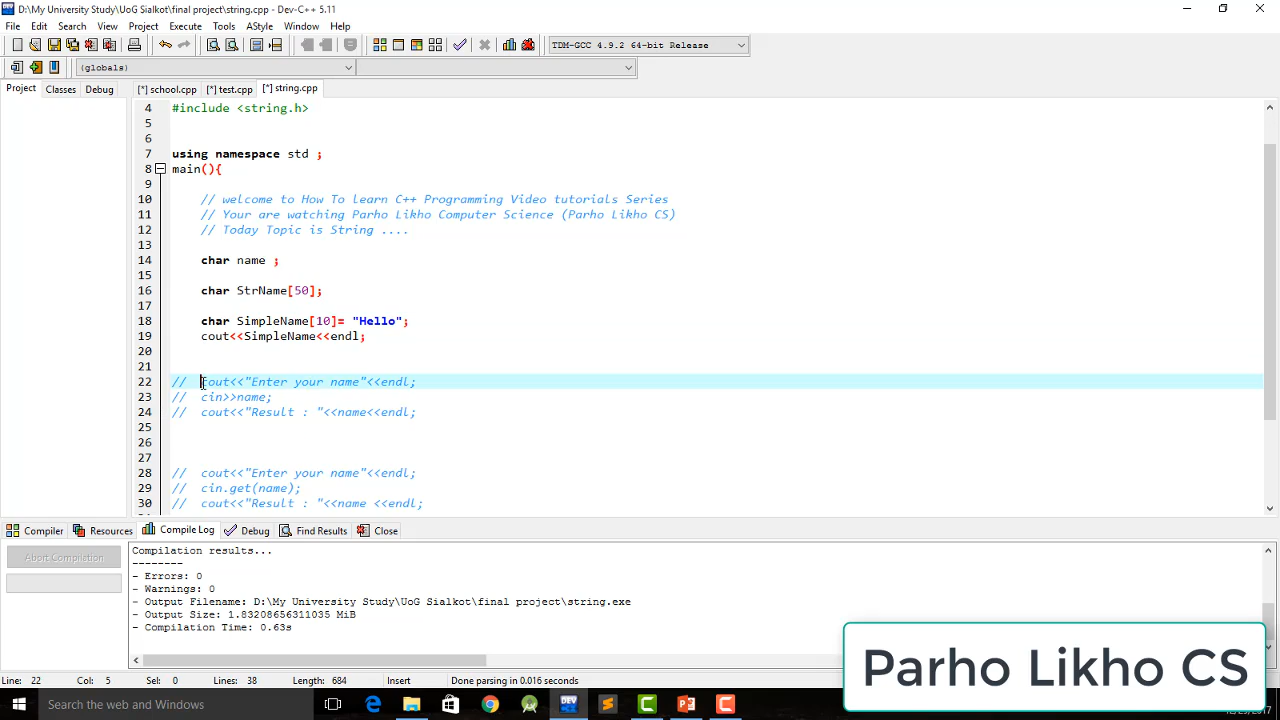 D:\My University Study\UoG Sialkot\final project\string.cpp - Dev-C++ 5.11
File Edit Search View Project Execute Tools AStyle Window Help
TDM-GCC 4.9.2 64-bit Release
(globals)
Project Classes Debug
[*] school.cpp [*] test.cpp [*] string.cpp
4 #include <string.h>
5
6
7 using namespace std ;
8 main(){
9
10 // welcome to How To learn C++ Programming Video tutorials Series
11 // Your are watching Parho Likho Computer Science (Parho Likho CS)
12 // Today Topic is String ....
13
14 char name ;
15
16 char StrName[50];
17
18 char SimpleName[10]= "Hello";
19 cout<<SimpleName<<endl;
20
21
22 // cout<<"Enter your name"<<endl;
23 // cin>>name;
24 // cout<<"Result : "<<name<<endl;
25
26
27
28 // cout<<"Enter your name"<<endl;
29 // cin.get(name);
30 // cout<<"Result : "<<name <<endl;
Compiler Resources Compile Log Debug Find Results Close
Abort Compilation
Compilation results...
--------
- Errors: 0
- Warnings: 0
- Output Filename: D:\My University Study\UoG Sialkot\final project\string.exe
- Output Size: 1.83208656311035 MiB
- Compilation Time: 0.63s
Line: 22 Col: 5 Sel: 0 Lines: 38 Length: 684 Insert Done parsing in 0.016 seconds
Parho Likho CS
Search the web and Windows